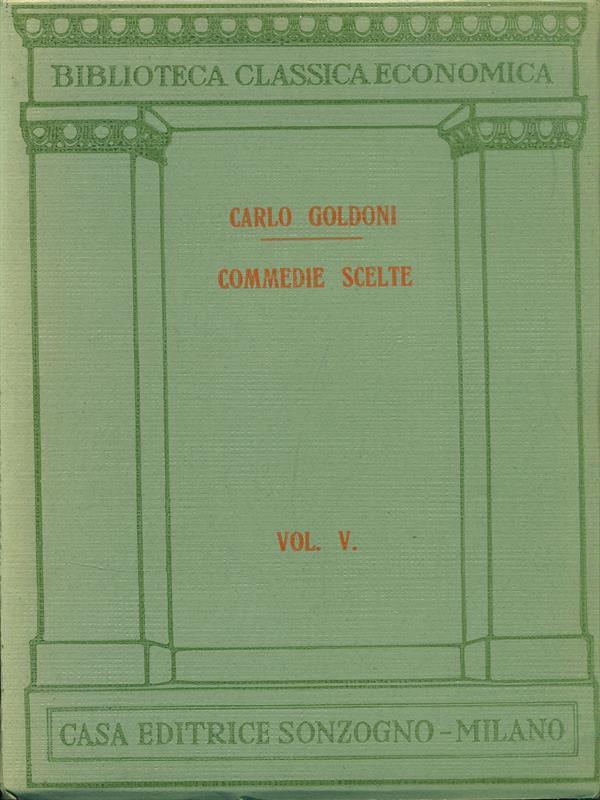 BIBLIOTECA CLASSICA ECONOMICA
CARLO GOLDONI
COMMEDIE SCELTE
VOL. V.
CASA EDITRICE SONZOGNO-MILANO